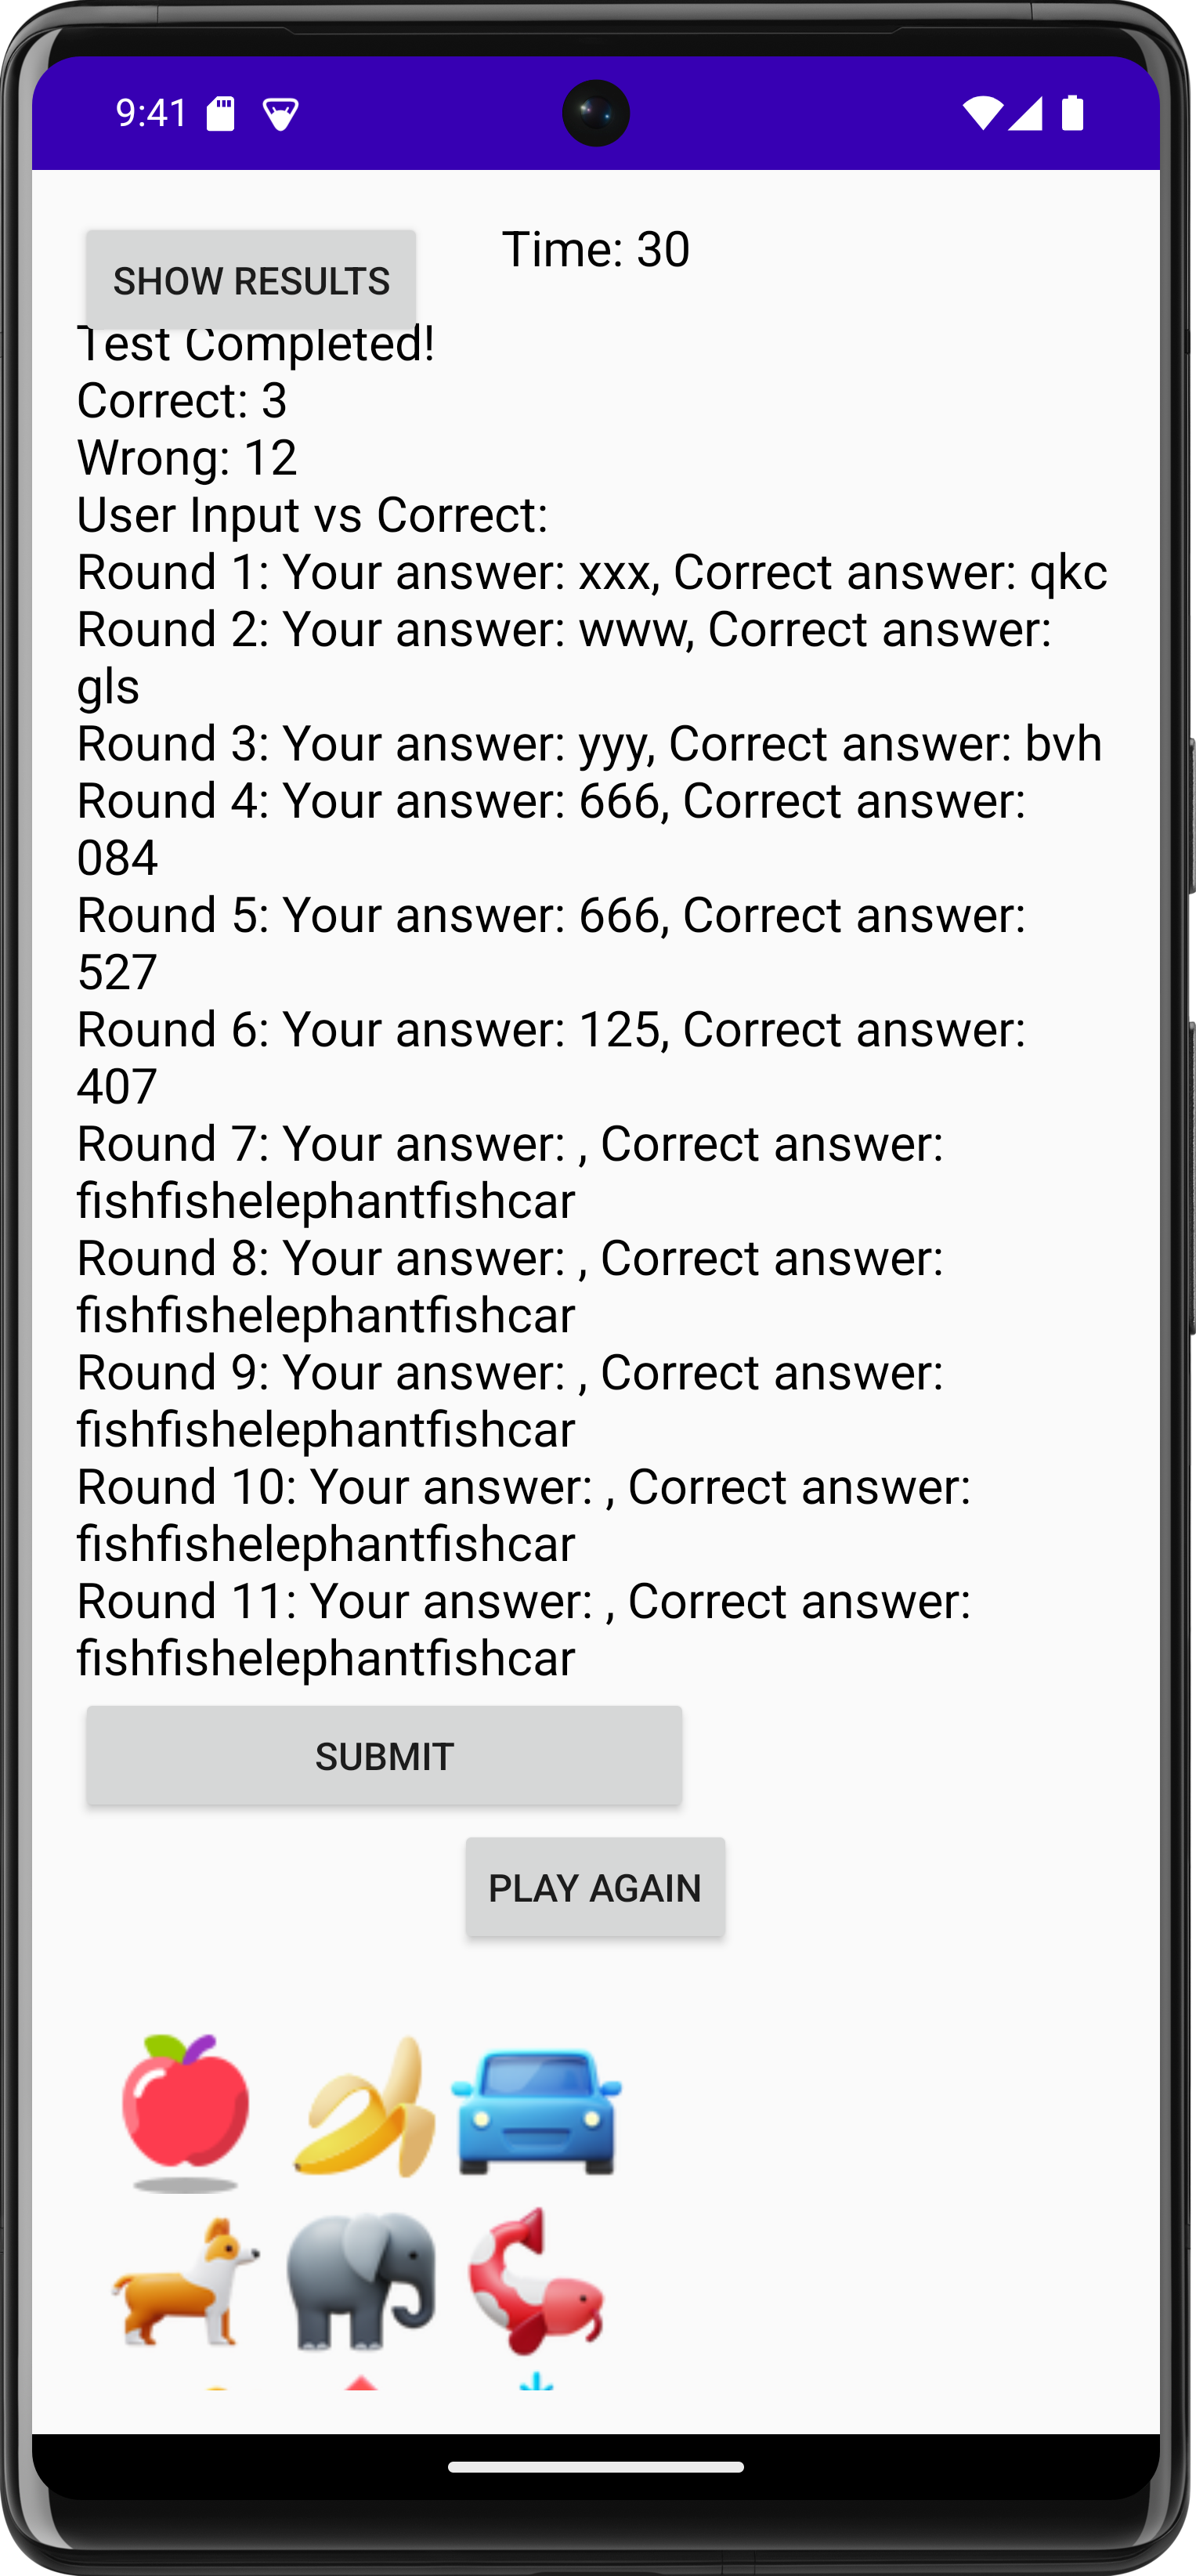 9:41
Time: 30
SHOW RESULTS
Test Completed!
Correct: 3
Wrong: 12
User Input vs Correct:
Round 1: Your answer: xxx, Correct answer: qkc
Round 2: Your answer: www, Correct answer:
gls
Round 3: Your answer: yyy, Correct answer: bvh
Round 4: Your answer: 666, Correct answer:
084
Round 5: Your answer: 666, Correct answer:
527
Round 6: Your answer: 125, Correct answer:
407
Round 7: Your answer: , Correct answer:
fishfishelephantfishcar
Round 8: Your answer: , Correct answer:
fishfishelephantfishcar
Round 9: Your answer: , Correct answer:
fishfishelephantfishcar
Round 10: Your answer: , Correct answer:
fishfishelephantfishcar
Round 11: Your answer: , Correct answer:
fishfishelephantfishcar
SUBMIT
PLAY AGAIN